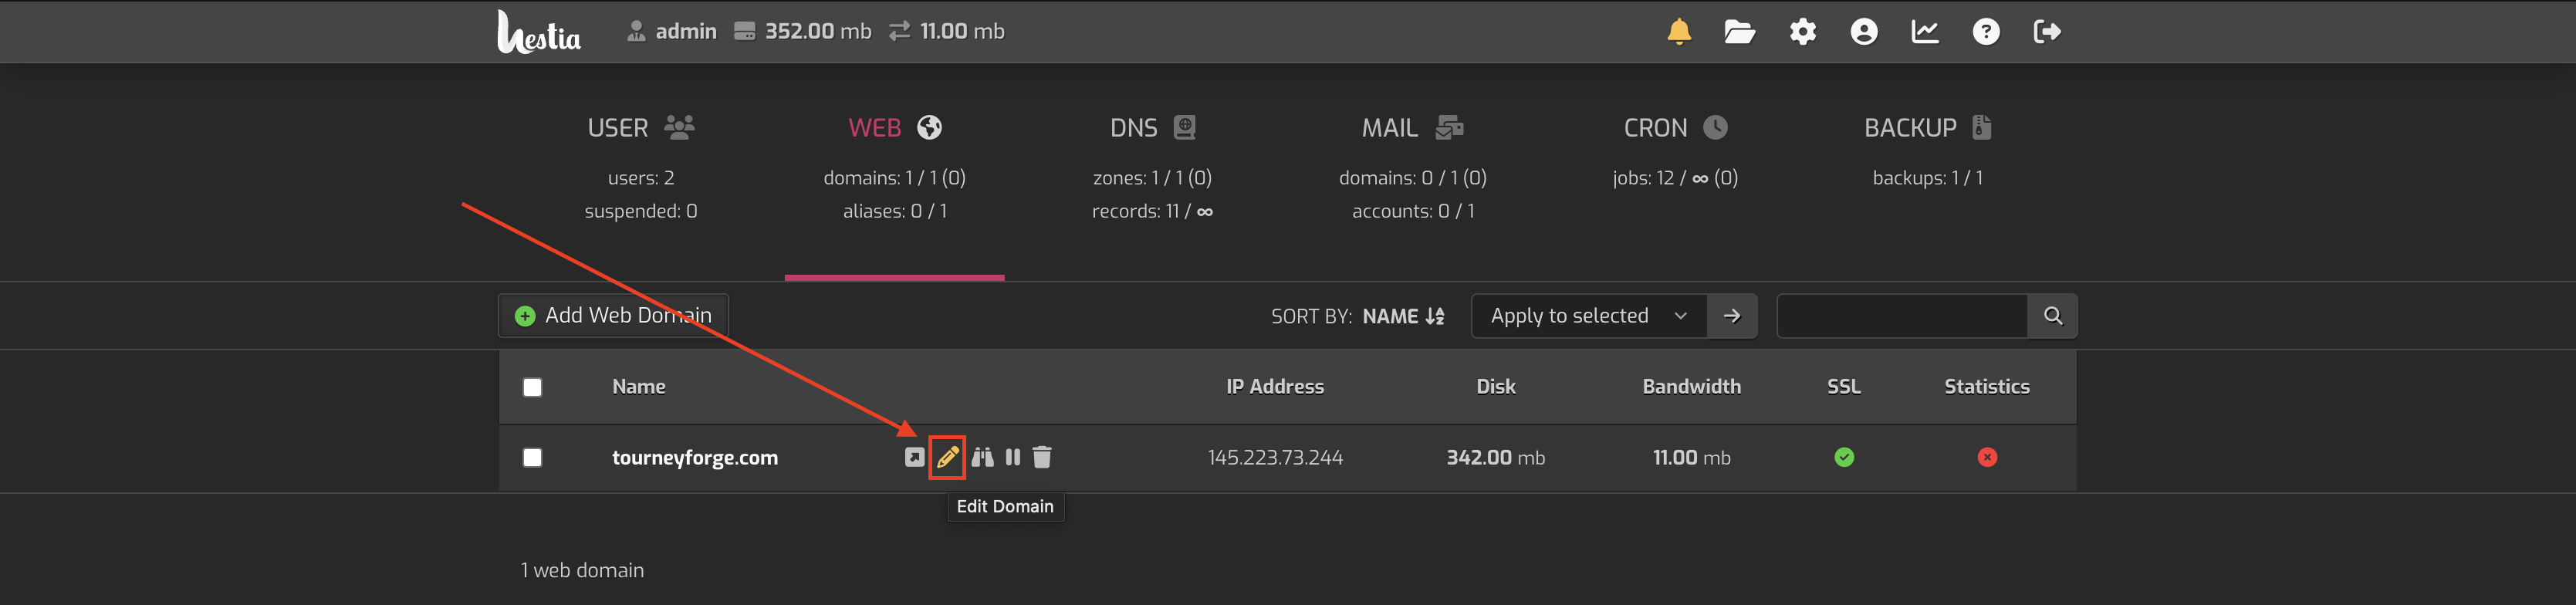 hestia admin 352.00 mb 11.00 mb
USER WEB DNS MAIL CRON BACKUP
users: 2 domains: 1 / 1 (0) zones: 1 / 1 (0) domains: 0 / 1 (0) jobs: 12 / ∞ (0) backups: 1 / 1
suspended: 0 aliases: 0 / 1 records: 11 / ∞ accounts: 0 / 1
Add Web Domain SORT BY: NAME Apply to selected
Name IP Address Disk Bandwidth SSL Statistics
tourneyforge.com 145.223.73.244 342.00 mb 11.00 mb
Edit Domain
1 web domain